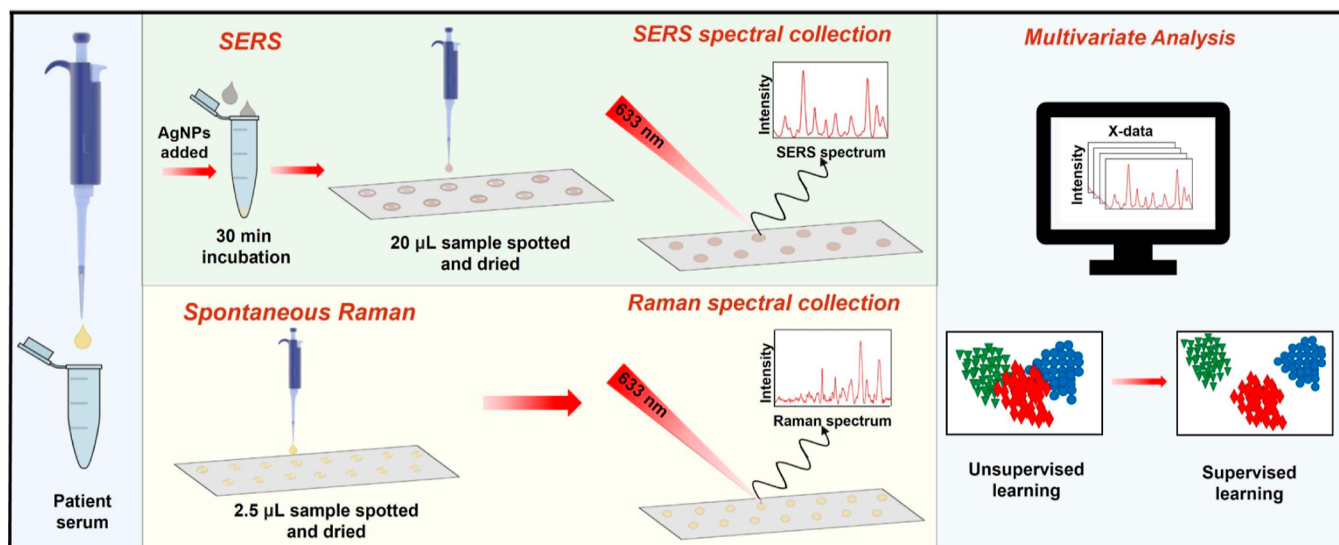 Patient
serum
SERS
AgNPs
added
30 min
incubation
20 µL sample spotted
and dried
SERS spectral collection
633 nm
Intensity
SERS spectrum
Spontaneous Raman
2.5 µL sample spotted
and dried
Raman spectral collection
633 nm
Intensity
Raman spectrum
Multivariate Analysis
X-data
Intensity
Unsupervised
learning
Supervised
learning